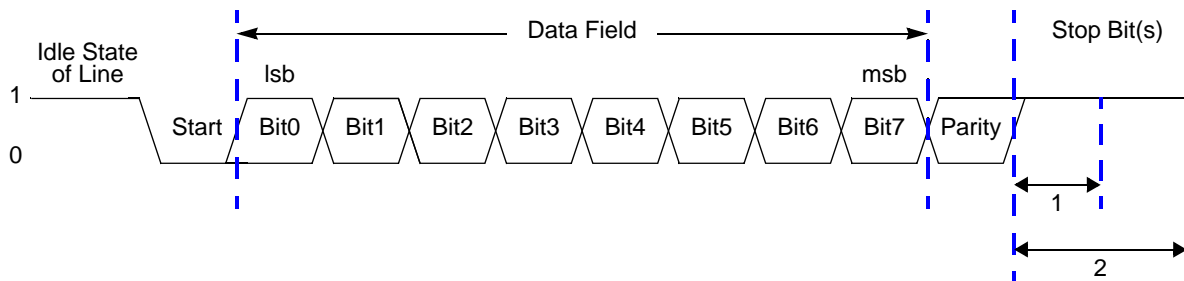 Data Field
Stop Bit(s)
Idle State
of Line
lsb
msb
1
Start
Bit0
Bit1
Bit2
Bit3
Bit4
Bit5
Bit6
Bit7
Parity
0
1
2